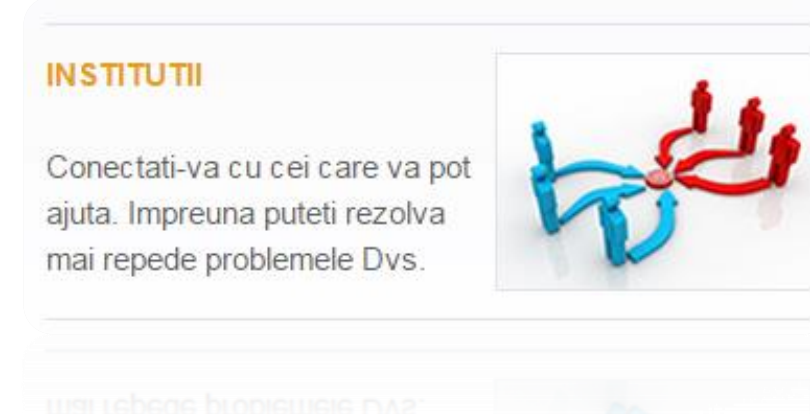 INSTITUTII
Conectati-va cu cei care va pot
ajuta. Impreuna puteti rezolva
mai repede problemele Dvs.